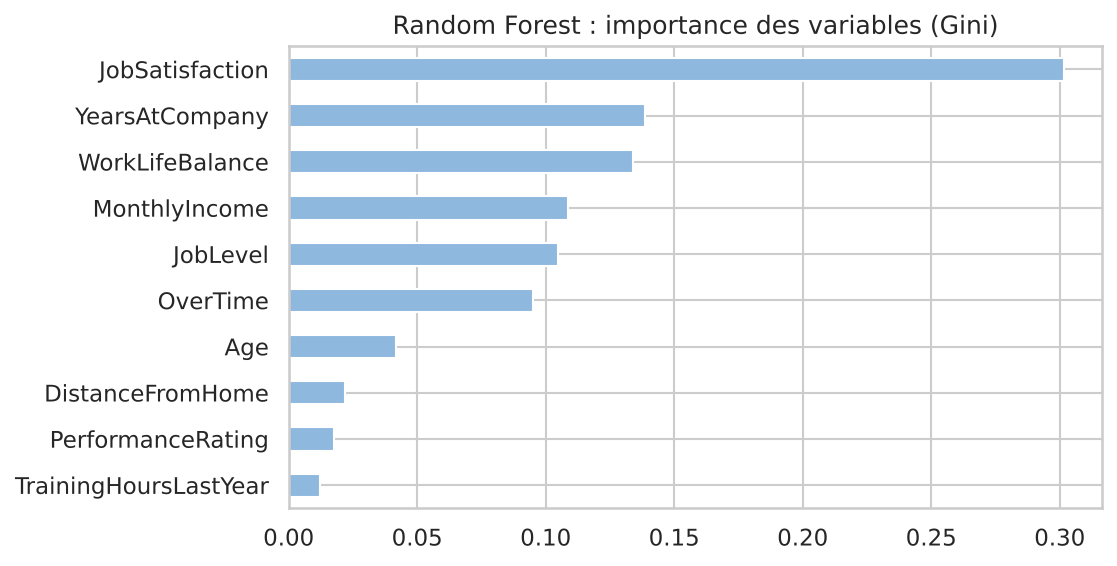 Random Forest : importance des variables (Gini)
JobSatisfaction
YearsAtCompany
WorkLifeBalance
MonthlyIncome
JobLevel
OverTime
Age
DistanceFromHome
PerformanceRating
TrainingHoursLastYear
0.00 0.05 0.10 0.15 0.20 0.25 0.30